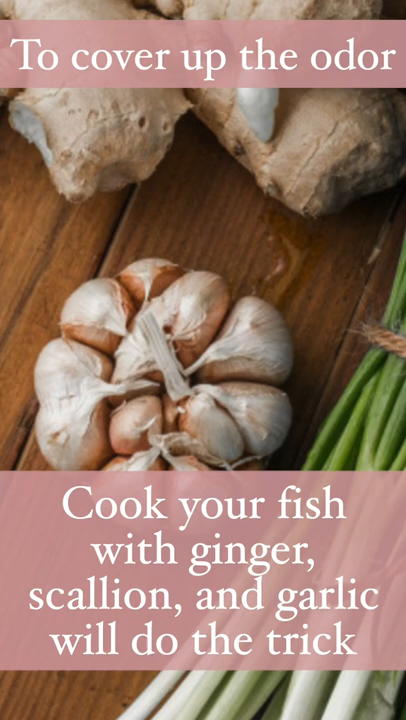 To cover up the odor
Cook your fish
with ginger,
scallion, and garlic
will do the trick